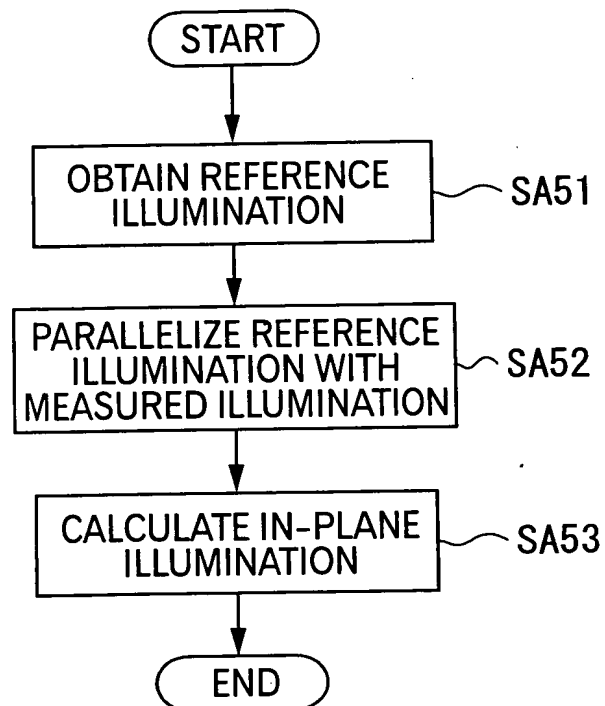 START
OBTAIN REFERENCE
ILLUMINATION
SA51
PARALLELIZE REFERENCE
ILLUMINATION WITH
MEASURED ILLUMINATION
SA52
CALCULATE IN-PLANE
ILLUMINATION
SA53
END